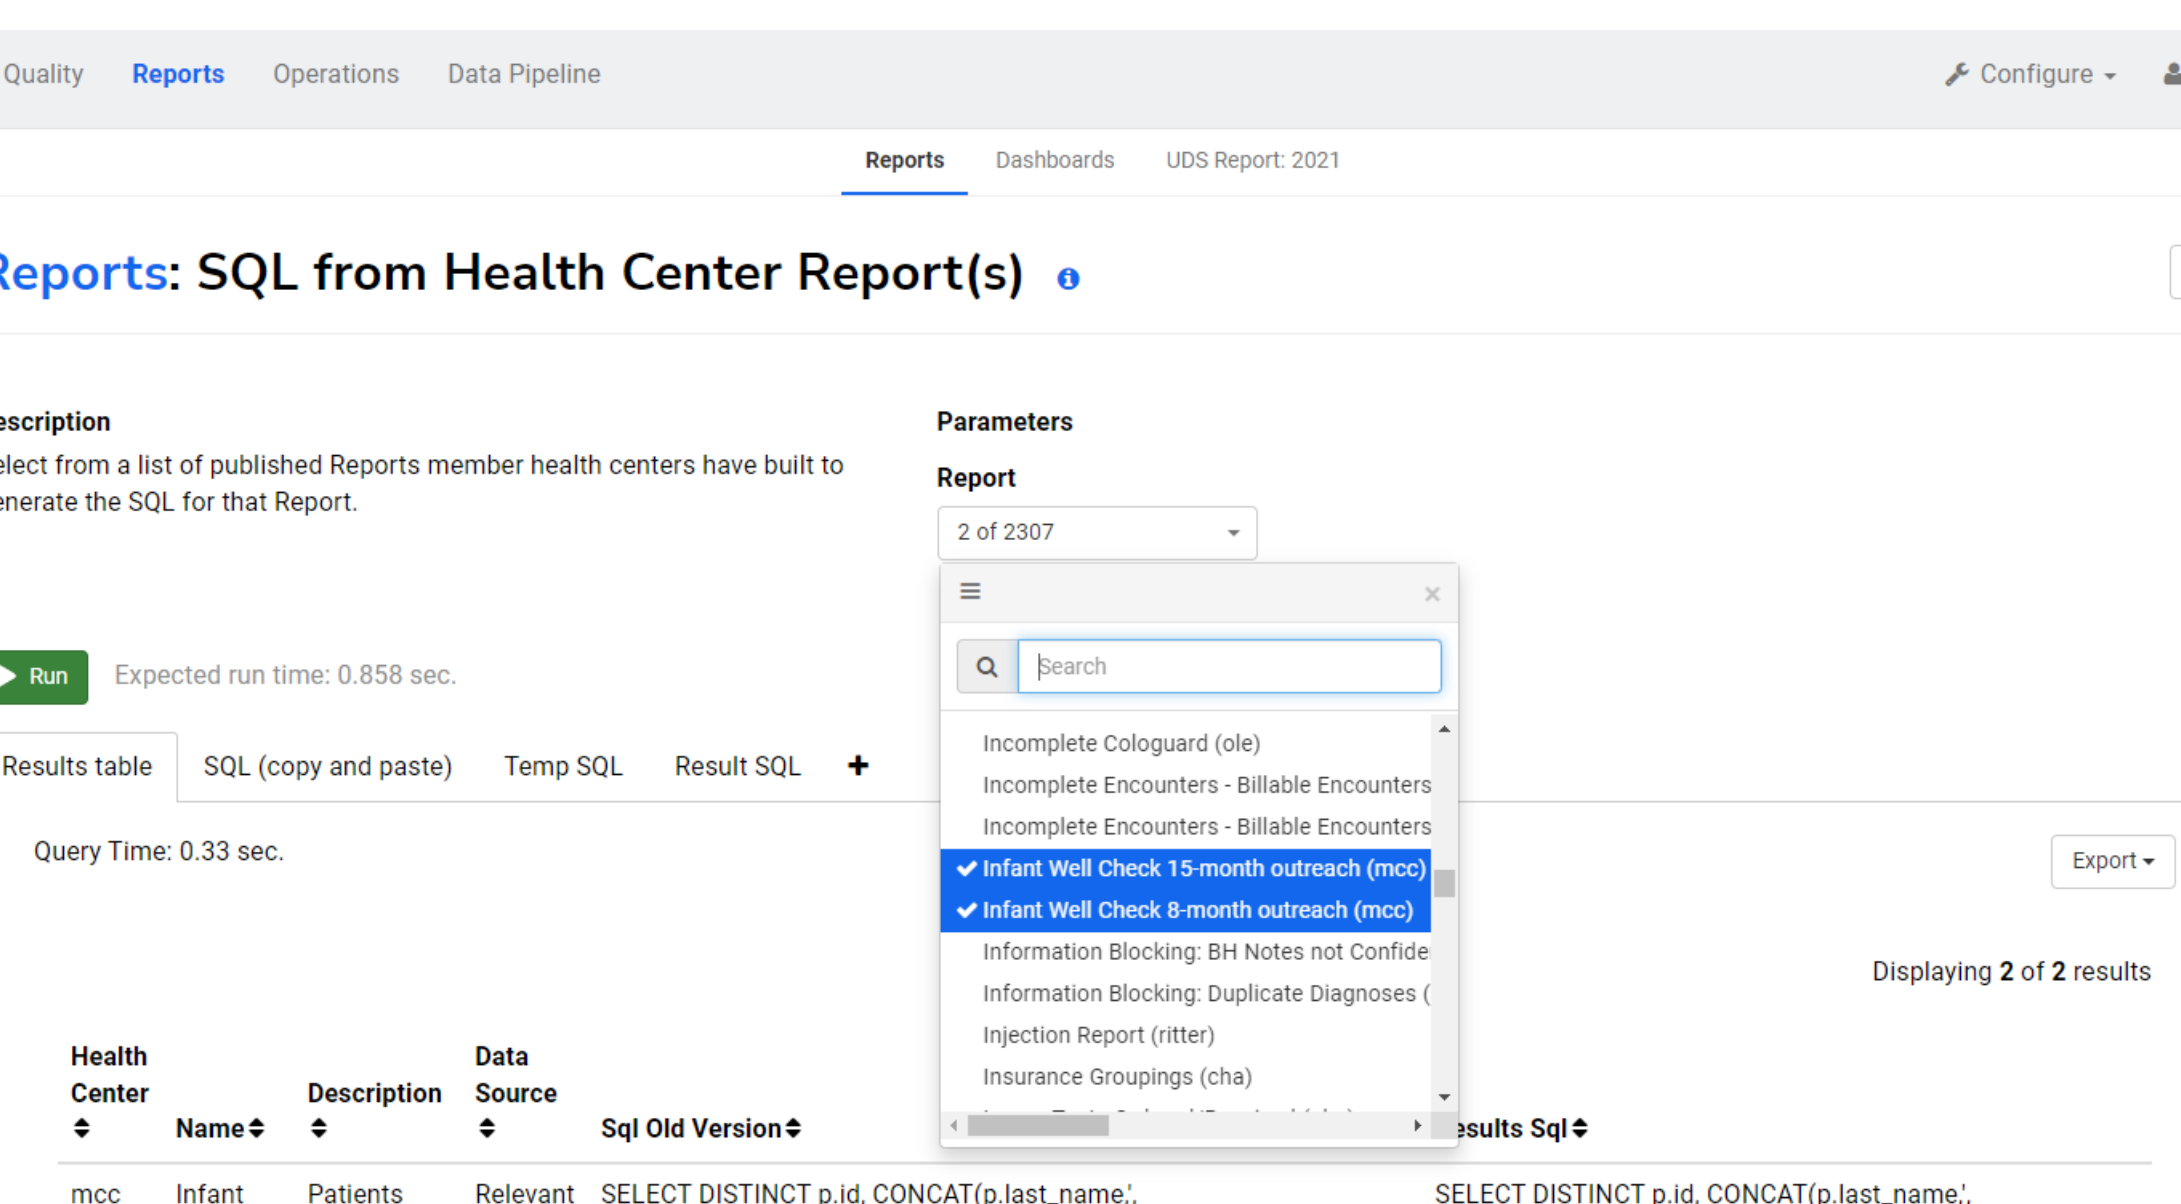 Quality Reports Operations Data Pipeline Configure
Reports Dashboards UDS Report: 2021
Reports: SQL from Health Center Report(s)
escription
elect from a list of published Reports member health centers have built to
enerate the SQL for that Report.
Parameters
Report
2 of 2307
Search
Incomplete Cologuard (ole)
Incomplete Encounters - Billable Encounters
Incomplete Encounters - Billable Encounters
Infant Well Check 15-month outreach (mcc)
Infant Well Check 8-month outreach (mcc)
Information Blocking: BH Notes not Confide
Information Blocking: Duplicate Diagnoses (
Injection Report (ritter)
Insurance Groupings (cha)
Run Expected run time: 0.858 sec.
Results table SQL (copy and paste) Temp SQL Result SQL
Query Time: 0.33 sec.
Export
Displaying 2 of 2 results
Health Center
Name
Description
Data Source
Sql Old Version
esults Sql
mcc Infant Patients Relevant SELECT DISTINCT p.id, CONCAT(p.last_name,', SELECT DISTINCT p.id, CONCAT(p.last_name,',